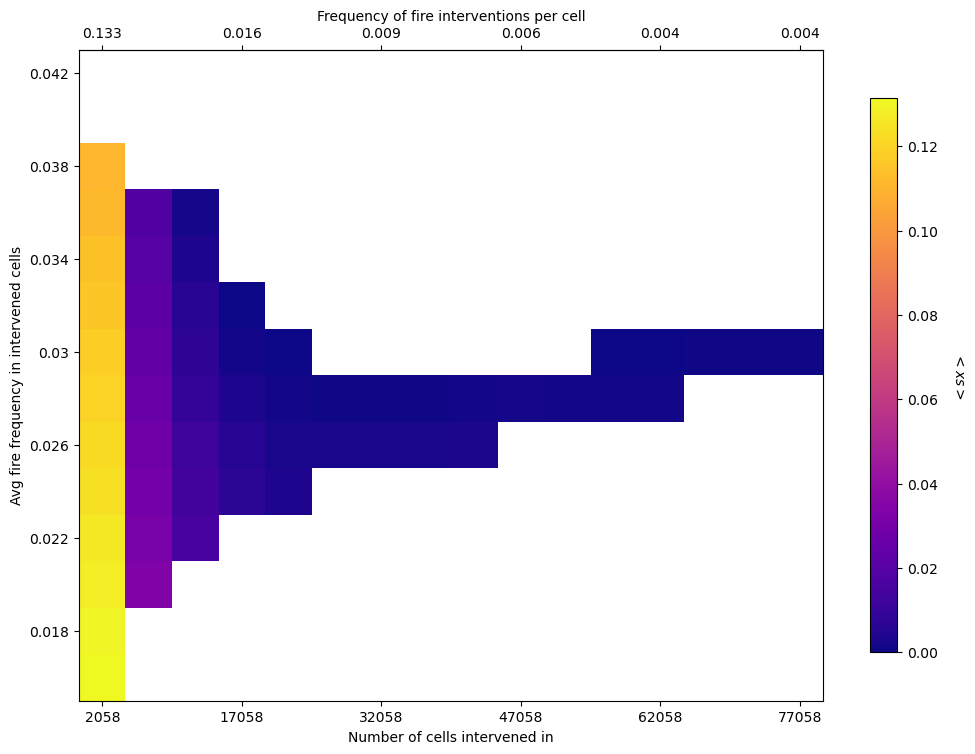 Frequency of fire interventions per cell
0.133 0.016 0.009 0.006 0.004 0.004
0.042
0.038
0.034
0.03
0.026
0.022
0.018
Avg fire frequency in intervened cells
2058 17058 32058 47058 62058 77058
Number of cells intervened in
0.12
0.10
0.08
0.06
0.04
0.02
0.00
< sx >